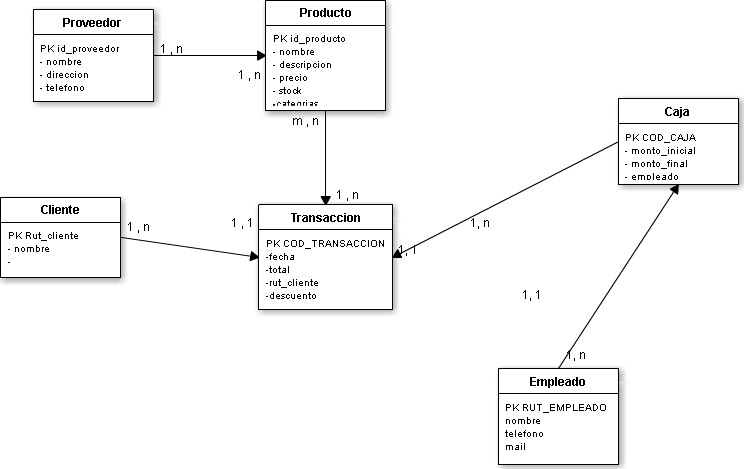 Proveedor
PK id_proveedor
- nombre
- direccion
- telefono
1 , n
1 , n
Producto
PK id_producto
- nombre
- descripcion
- precio
- stock
-categrias
m , n
1 , n
Caja
PK COD_CAJA
- monto_inicial
- monto_final
- empleado
Cliente
PK Rut_cliente
- nombre
-
1 , n
1 , 1
Transaccion
PK COD_TRANSACCION
-fecha
-total
-rut_cliente
-descuento
1, n
1, 1
1, 1
1, n
Empleado
PK RUT_EMPLEADO
nombre
telefono
mail